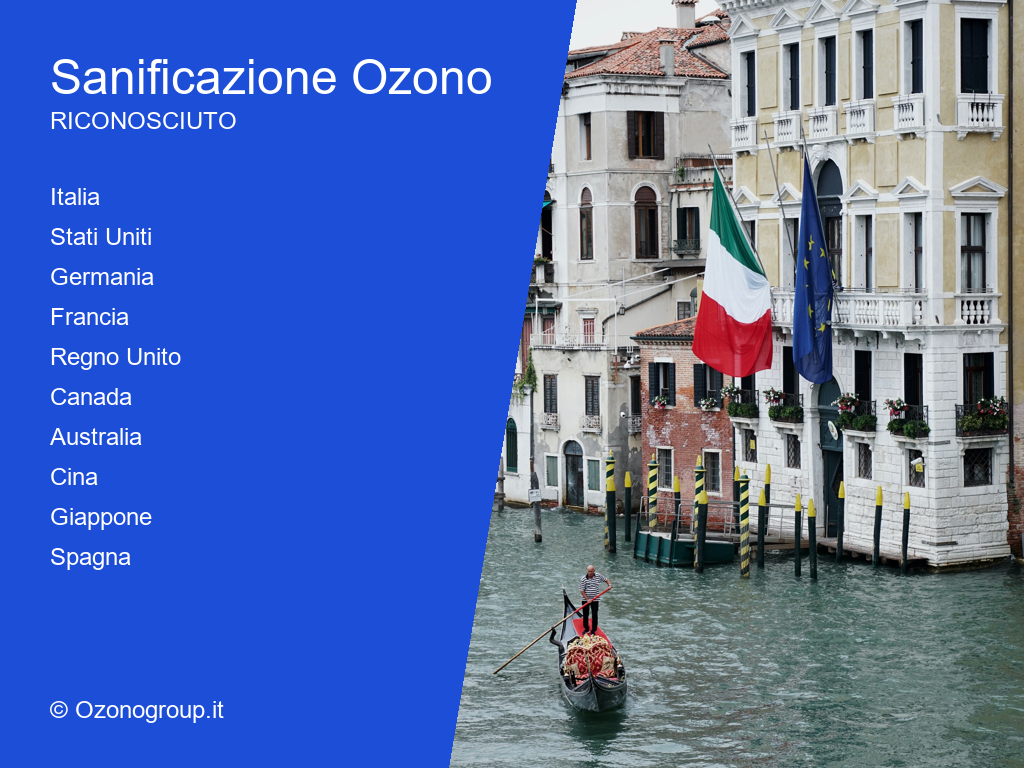 Sanificazione Ozono
RICONOSCIUTO
Italia
Stati Uniti
Germania
Francia
Regno Unito
Canada
Australia
Cina
Giappone
Spagna
© Ozonogroup.it